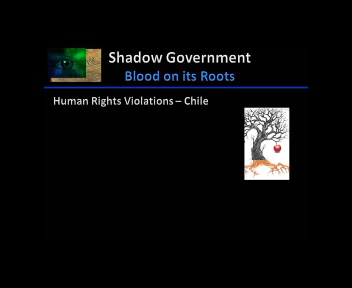 Shadow Government
Blood on its Roots
Human Rights Violations – Chile